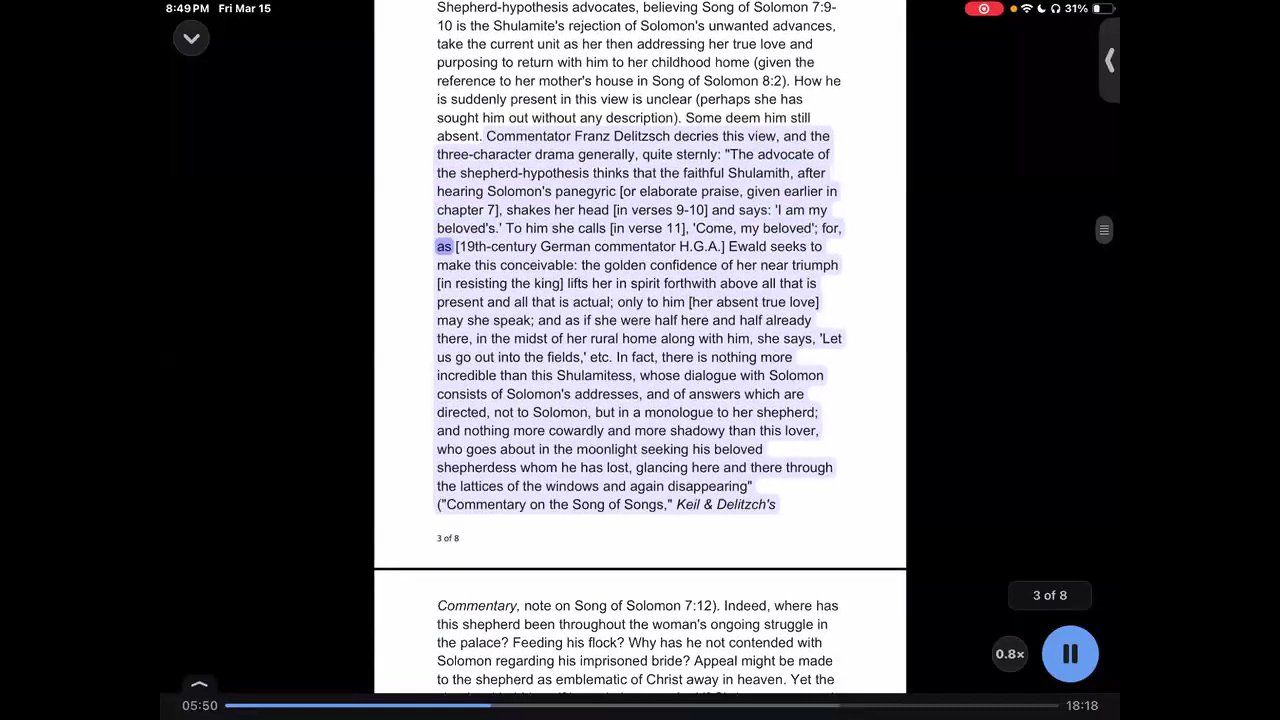 8:49 PM Fri Mar 15
31%
Shepherd-hypothesis advocates, believing Song of Solomon 7:9-
10 is the Shulamite's rejection of Solomon's unwanted advances,
take the current unit as her then addressing her true love and
purposing to return with him to her childhood home (given the
reference to her mother's house in Song of Solomon 8:2). How he
is suddenly present in this view is unclear (perhaps she has
sought him out without any description). Some deem him still
absent. Commentator Franz Delitzsch decries this view, and the
three-character drama generally, quite sternly: "The advocate of
the shepherd-hypothesis thinks that the faithful Shulamith, after
hearing Solomon's panegyric [or elaborate praise, given earlier in
chapter 7], shakes her head [in verses 9-10] and says: 'I am my
beloved's.' To him she calls [in verse 11], 'Come, my beloved'; for,
as [19th-century German commentator H.G.A.] Ewald seeks to
make this conceivable: the golden confidence of her near triumph
[in resisting the king] lifts her in spirit forthwith above all that is
present and all that is actual; only to him [her absent true love]
may she speak; and as if she were half here and half already
there, in the midst of her rural home along with him, she says, 'Let
us go out into the fields,' etc. In fact, there is nothing more
incredible than this Shulamitess, whose dialogue with Solomon
consists of Solomon's addresses, and of answers which are
directed, not to Solomon, but in a monologue to her shepherd;
and nothing more cowardly and more shadowy than this lover,
who goes about in the moonlight seeking his beloved
shepherdess whom he has lost, glancing here and there through
the lattices of the windows and again disappearing"
("Commentary on the Song of Songs," Keil & Delitzch's
3 of 8
Commentary, note on Song of Solomon 7:12). Indeed, where has
this shepherd been throughout the woman's ongoing struggle in
the palace? Feeding his flock? Why has he not contended with
Solomon regarding his imprisoned bride? Appeal might be made
to the shepherd as emblematic of Christ away in heaven. Yet the
3 of 8
0.8×
05:50
18:18